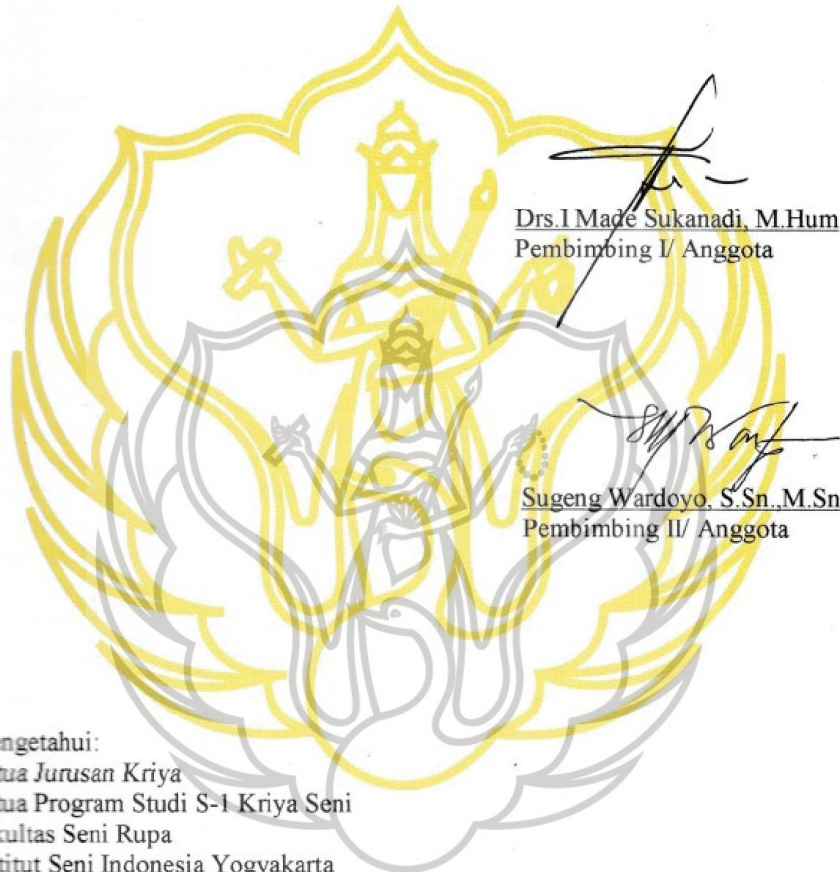 Drs.I Made Sukanadi, M.Hum
Pembimbing I/ Anggota
Sugeng Wardoyo, S.Sn.,M.Sn
Pembimbing II/ Anggota
ngetahui:
tua Jurusan Kriya
tua Program Studi S-1 Kriya Seni
kultas Seni Rupa
titut Seni Indonesia Yogyakarta